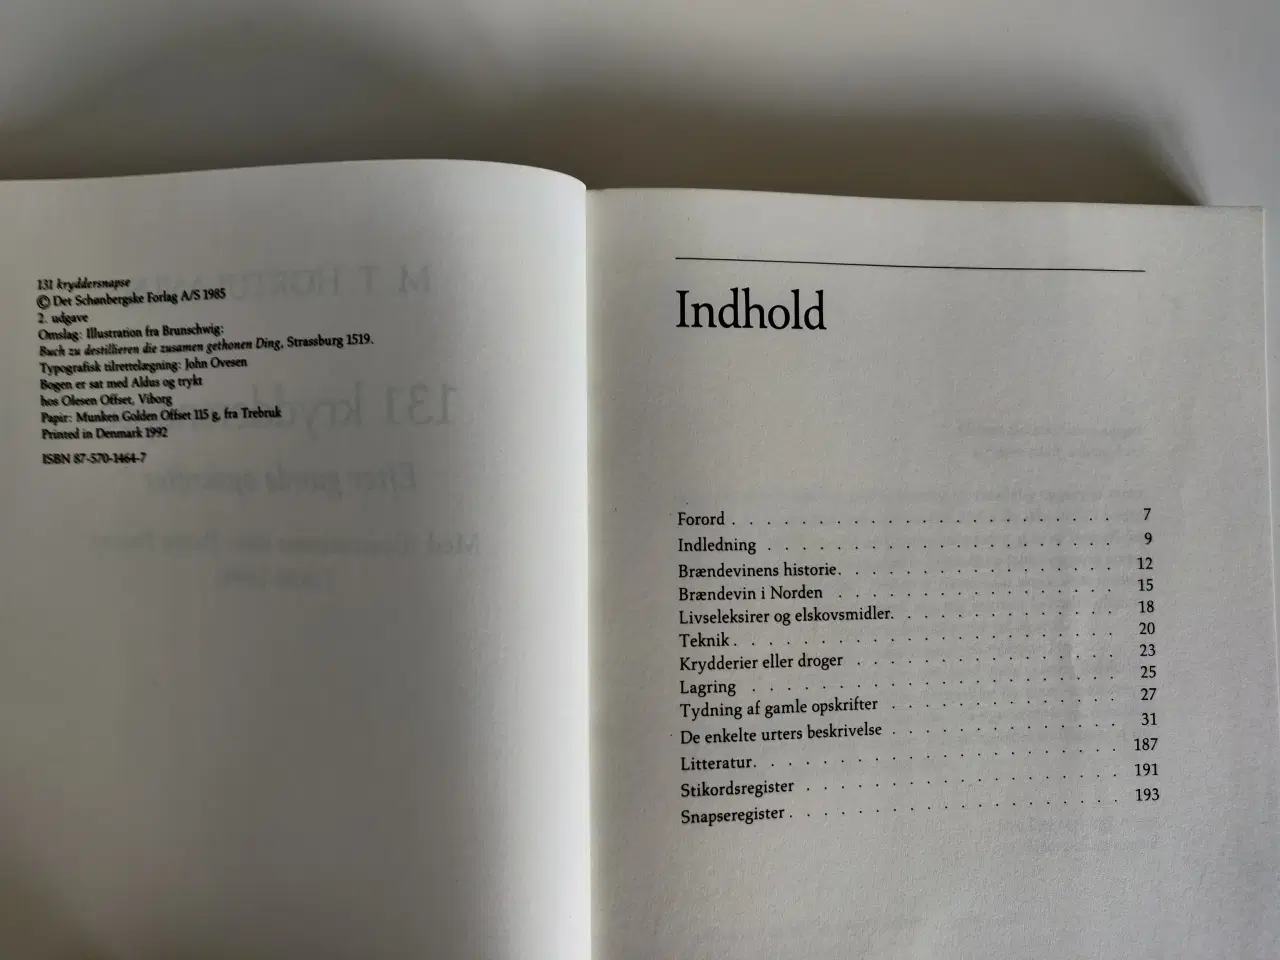 131 kryddersnapse
© Det Schønbergske Forlag A/S 1985
2. udgave
Omslag: Illustration fra Brunschwig:
Buch zu destillieren die zusamen gethonen Ding, Strassburg 1519.
Typografisk tilrettelægning: John Ovesen
Bogen er sat med Aldus og trykt
hos Olesen Offset, Viborg
Papir: Munken Golden Offset 115 g, fra Trebruk
Printed in Denmark 1992
ISBN 87-570-1464-7
Indhold
Forord . . . . . . . . . . . . . . . . . . . . . . . 7
Indledning . . . . . . . . . . . . . . . . . . . . . 9
Brændevinens historie. . . . . . . . . . . . . . . . 12
Brændevin i Norden . . . . . . . . . . . . . . . . . 15
Livseleksirer og elskovsmidler. . . . . . . . . . . . 18
Teknik . . . . . . . . . . . . . . . . . . . . . . . 20
Krydderier eller droger . . . . . . . . . . . . . . . 23
Lagring . . . . . . . . . . . . . . . . . . . . . . 25
Tydning af gamle opskrifter . . . . . . . . . . . . . 27
De enkelte urters beskrivelse . . . . . . . . . . . . 31
Litteratur. . . . . . . . . . . . . . . . . . . . . . 187
Stikordsregister . . . . . . . . . . . . . . . . . . 191
Snapseregister . . . . . . . . . . . . . . . . . . . 193